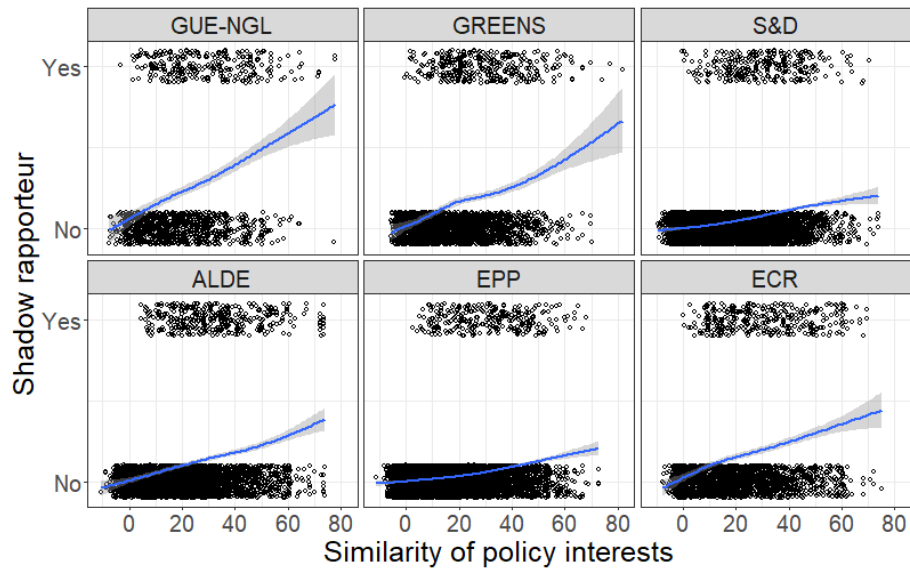 GUE-NGL GREENS S&D
Yes
No
ALDE EPP ECR
Yes
No
0 20 40 60 80 0 20 40 60 80 0 20 40 60 80
Similarity of policy interests
Shadow rapporteur